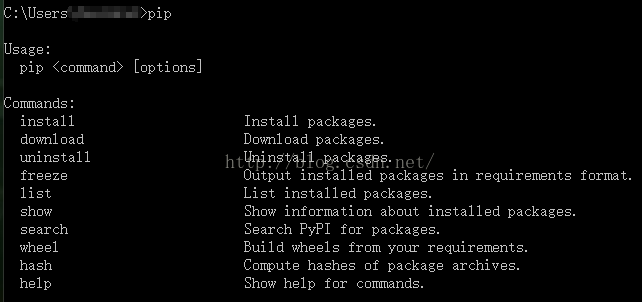 C:\Users\ >pip
Usage:
pip <command> [options]
Commands:
install Install packages.
download Download packages.
uninstall Uninstall packages.
freeze Output installed packages in requirements format.
list List installed packages.
show Show information about installed packages.
search Search PyPI for packages.
wheel Build wheels from your requirements.
hash Compute hashes of package archives.
help Show help for commands.
http://blog.csdn.net/